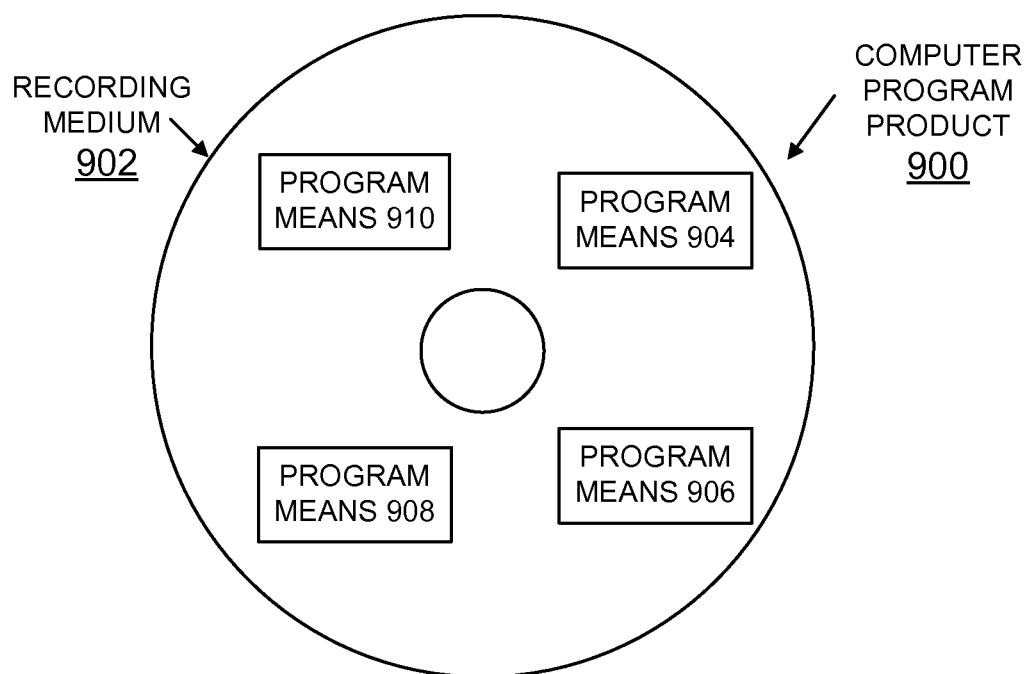 RECORDING
MEDIUM
902
COMPUTER
PROGRAM
PRODUCT
900
PROGRAM
MEANS 910
PROGRAM
MEANS 904
PROGRAM
MEANS 908
PROGRAM
MEANS 906